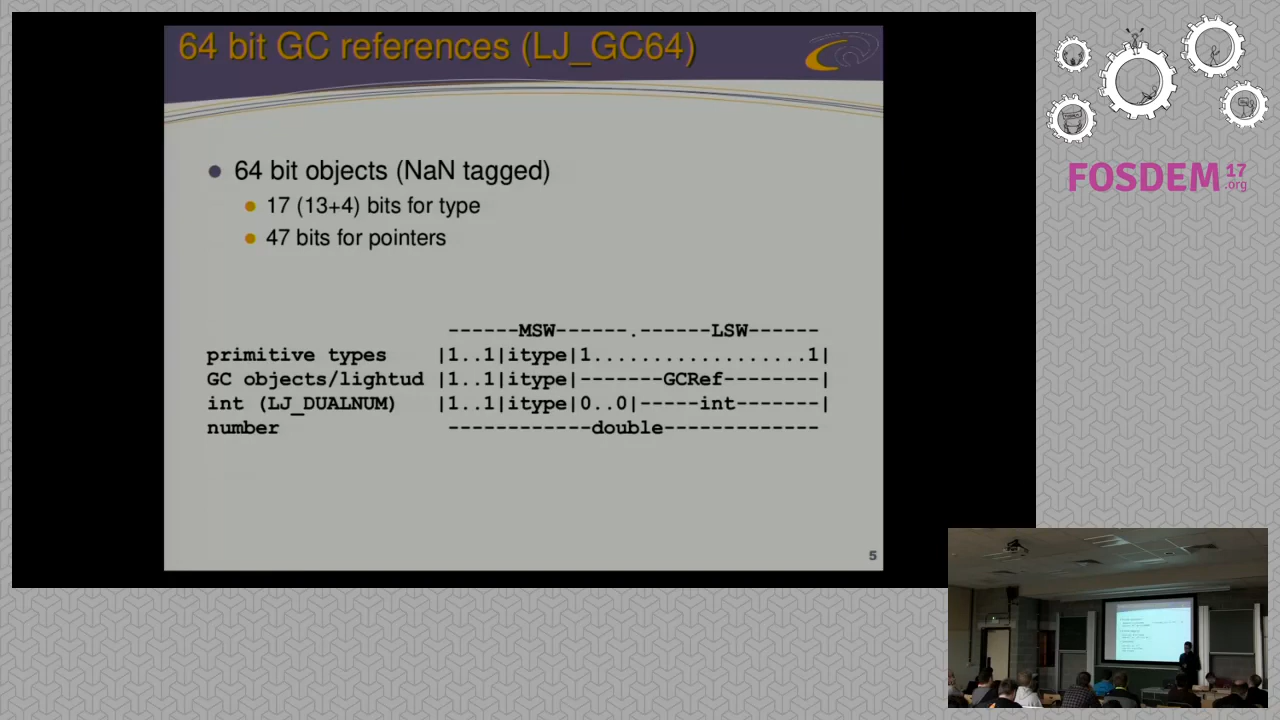 64 bit GC references (LJ_GC64)
64 bit objects (NaN tagged)
17 (13+4) bits for type
47 bits for pointers
------MSW------.------LSW------
primitive types |1..1|itype|1..................1|
GC objects/lightud |1..1|itype|-------GCRef--------|
int (LJ_DUALNUM) |1..1|itype|0..0|-----int-------|
number ------------double-------------
5
FOSDEM 17 .org